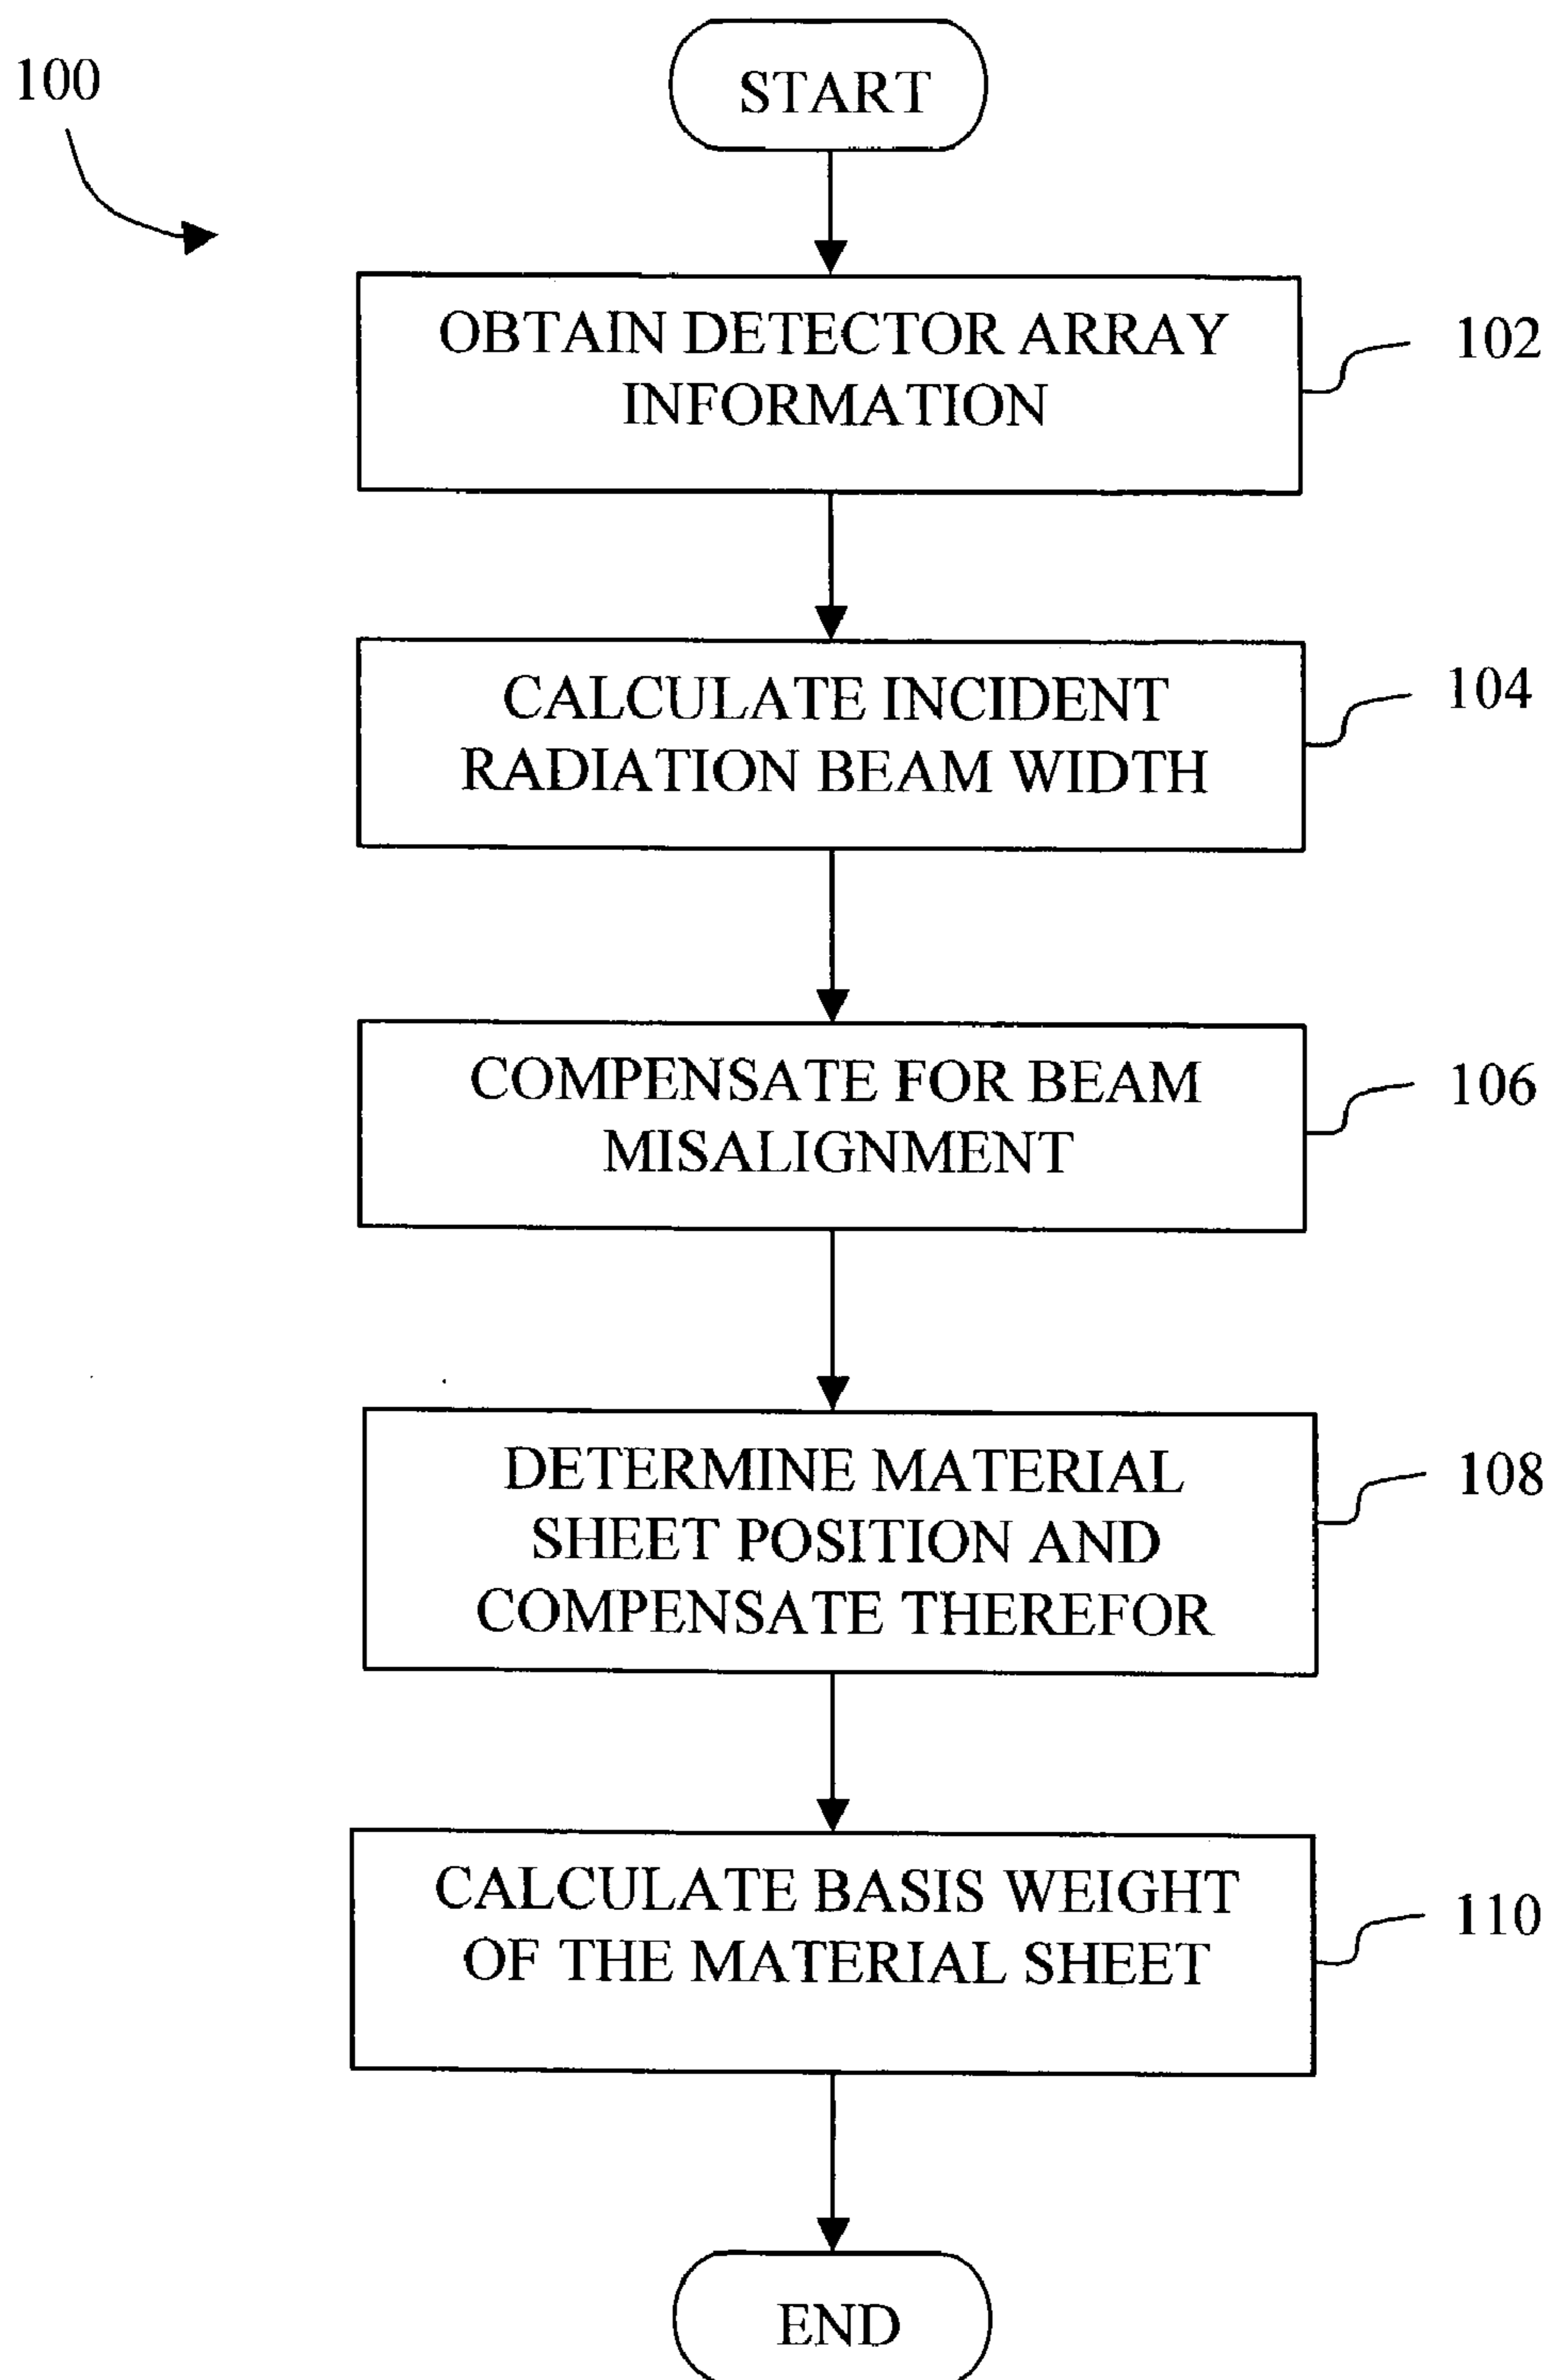 100
START
OBTAIN DETECTOR ARRAY
INFORMATION
102
CALCULATE INCIDENT
RADIATION BEAM WIDTH
104
COMPENSATE FOR BEAM
MISALIGNMENT
106
DETERMINE MATERIAL
SHEET POSITION AND
COMPENSATE THEREFOR
108
CALCULATE BASIS WEIGHT
OF THE MATERIAL SHEET
110
END